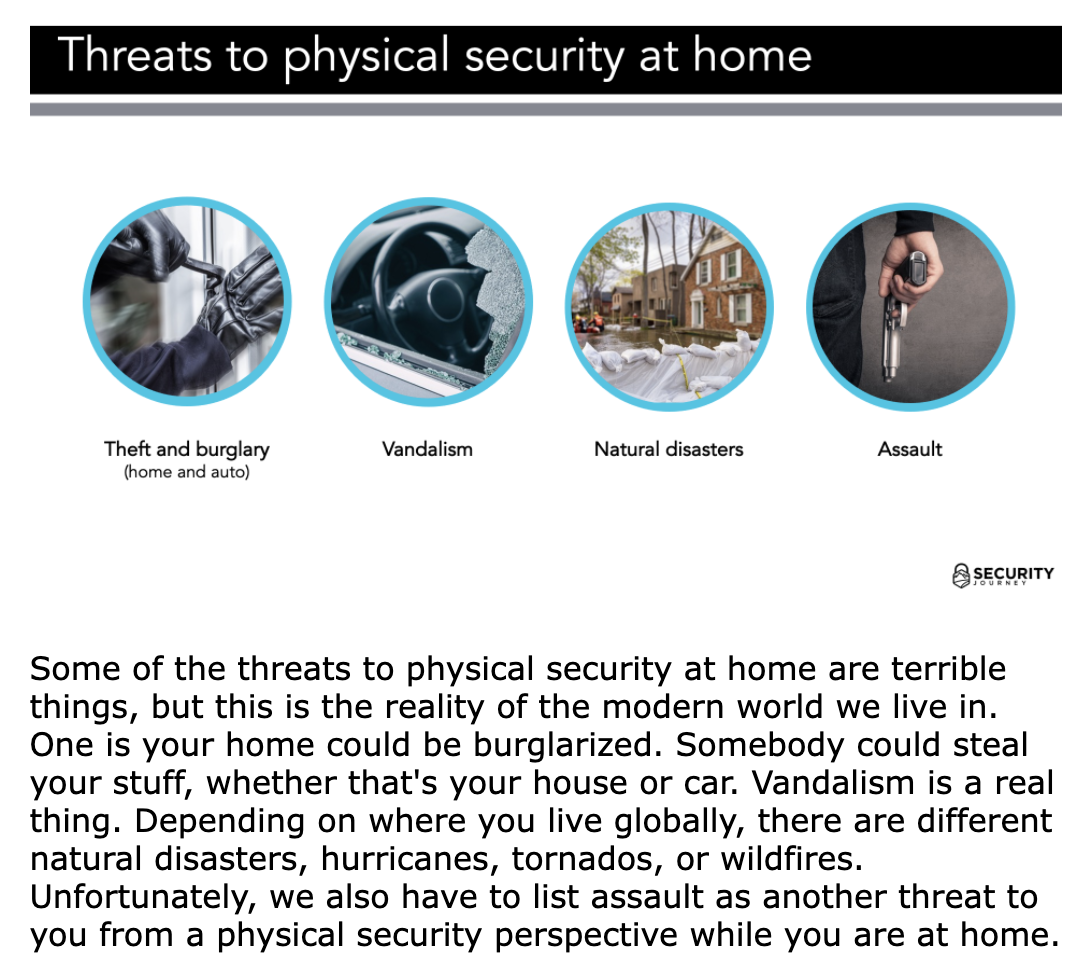 Threats to physical security at home
Theft and burglary
(home and auto)
Vandalism
Natural disasters
Assault
SECURITY
JOURNEY
Some of the threats to physical security at home are terrible
things, but this is the reality of the modern world we live in.
One is your home could be burglarized. Somebody could steal
your stuff, whether that's your house or car. Vandalism is a real
thing. Depending on where you live globally, there are different
natural disasters, hurricanes, tornados, or wildfires.
Unfortunately, we also have to list assault as another threat to
you from a physical security perspective while you are at home.